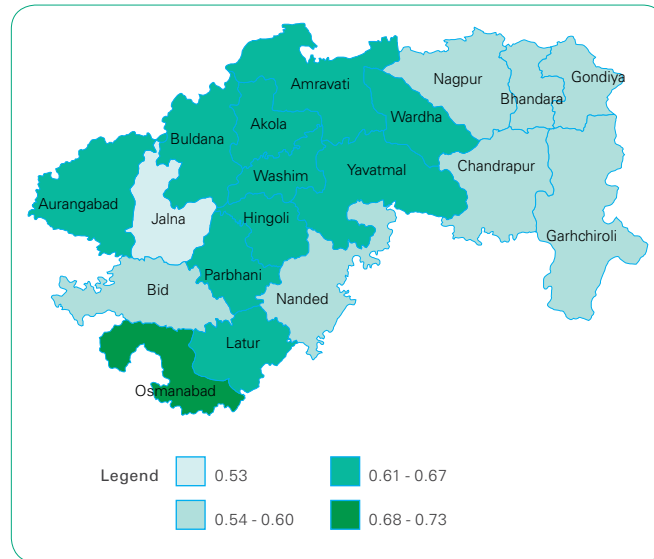 Amravati
Nagpur
Gondiya
Bhandara
Akola
Wardha
Buldana
Chandrapur
Washim
Yavatmal
Aurangabad
Jalna
Hingoli
Garhchiroli
Parbhani
Bid
Nanded
Latur
Osmanabad
Legend
0.53
0.61 - 0.67
0.54 - 0.60
0.68 - 0.73